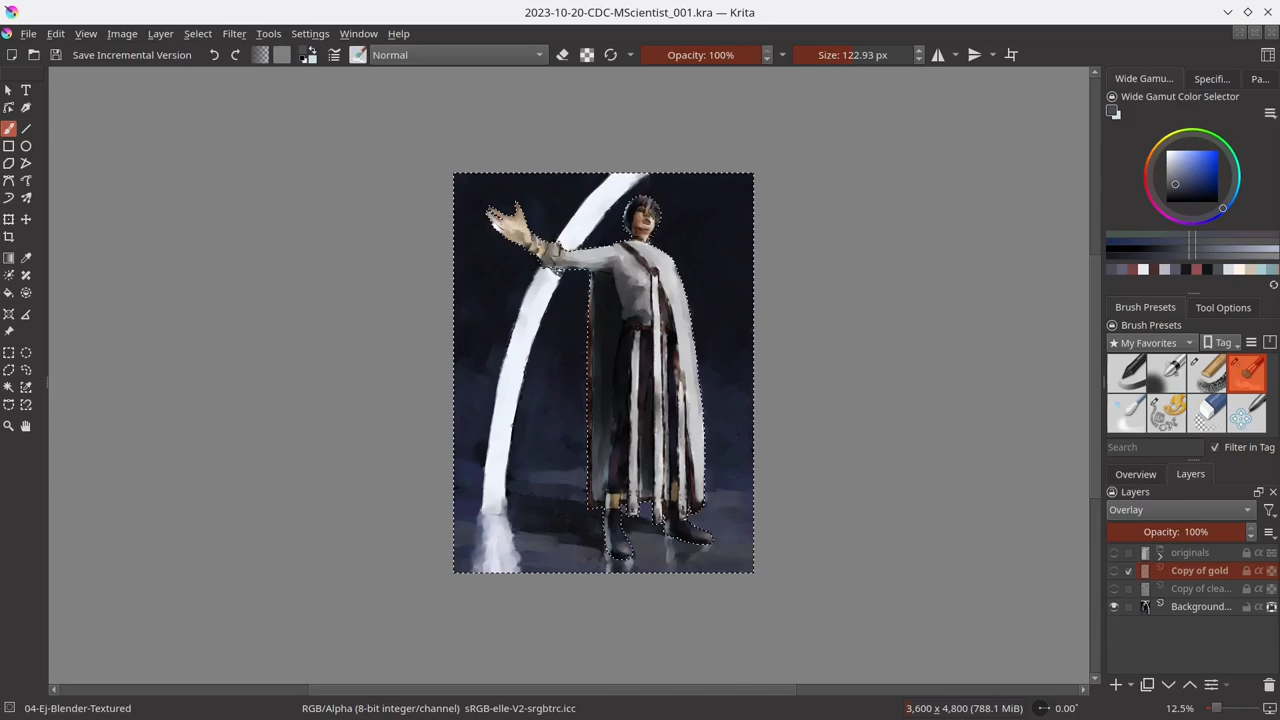 2023-10-20-CDC-MScientist_001.kra — Krita
File Edit View Image Layer Select Filter Tools Settings Window Help
Save Incremental Version Normal Opacity: 100% Size: 122.93 px
Wide Gamu... Specifi... Pa...
Wide Gamut Color Selector
Brush Presets Tool Options
Brush Presets
★ My Favorites Tag
Search Filter in Tag
Overview Layers
Layers
Overlay
Opacity: 100%
originals
Copy of gold
Copy of clea...
Background...
04-Ej-Blender-Textured RGB/Alpha (8-bit integer/channel) sRGB-elle-V2-srgbtrc.icc 3,600 x 4,800 (788.1 MiB) 0.00° 12.5%